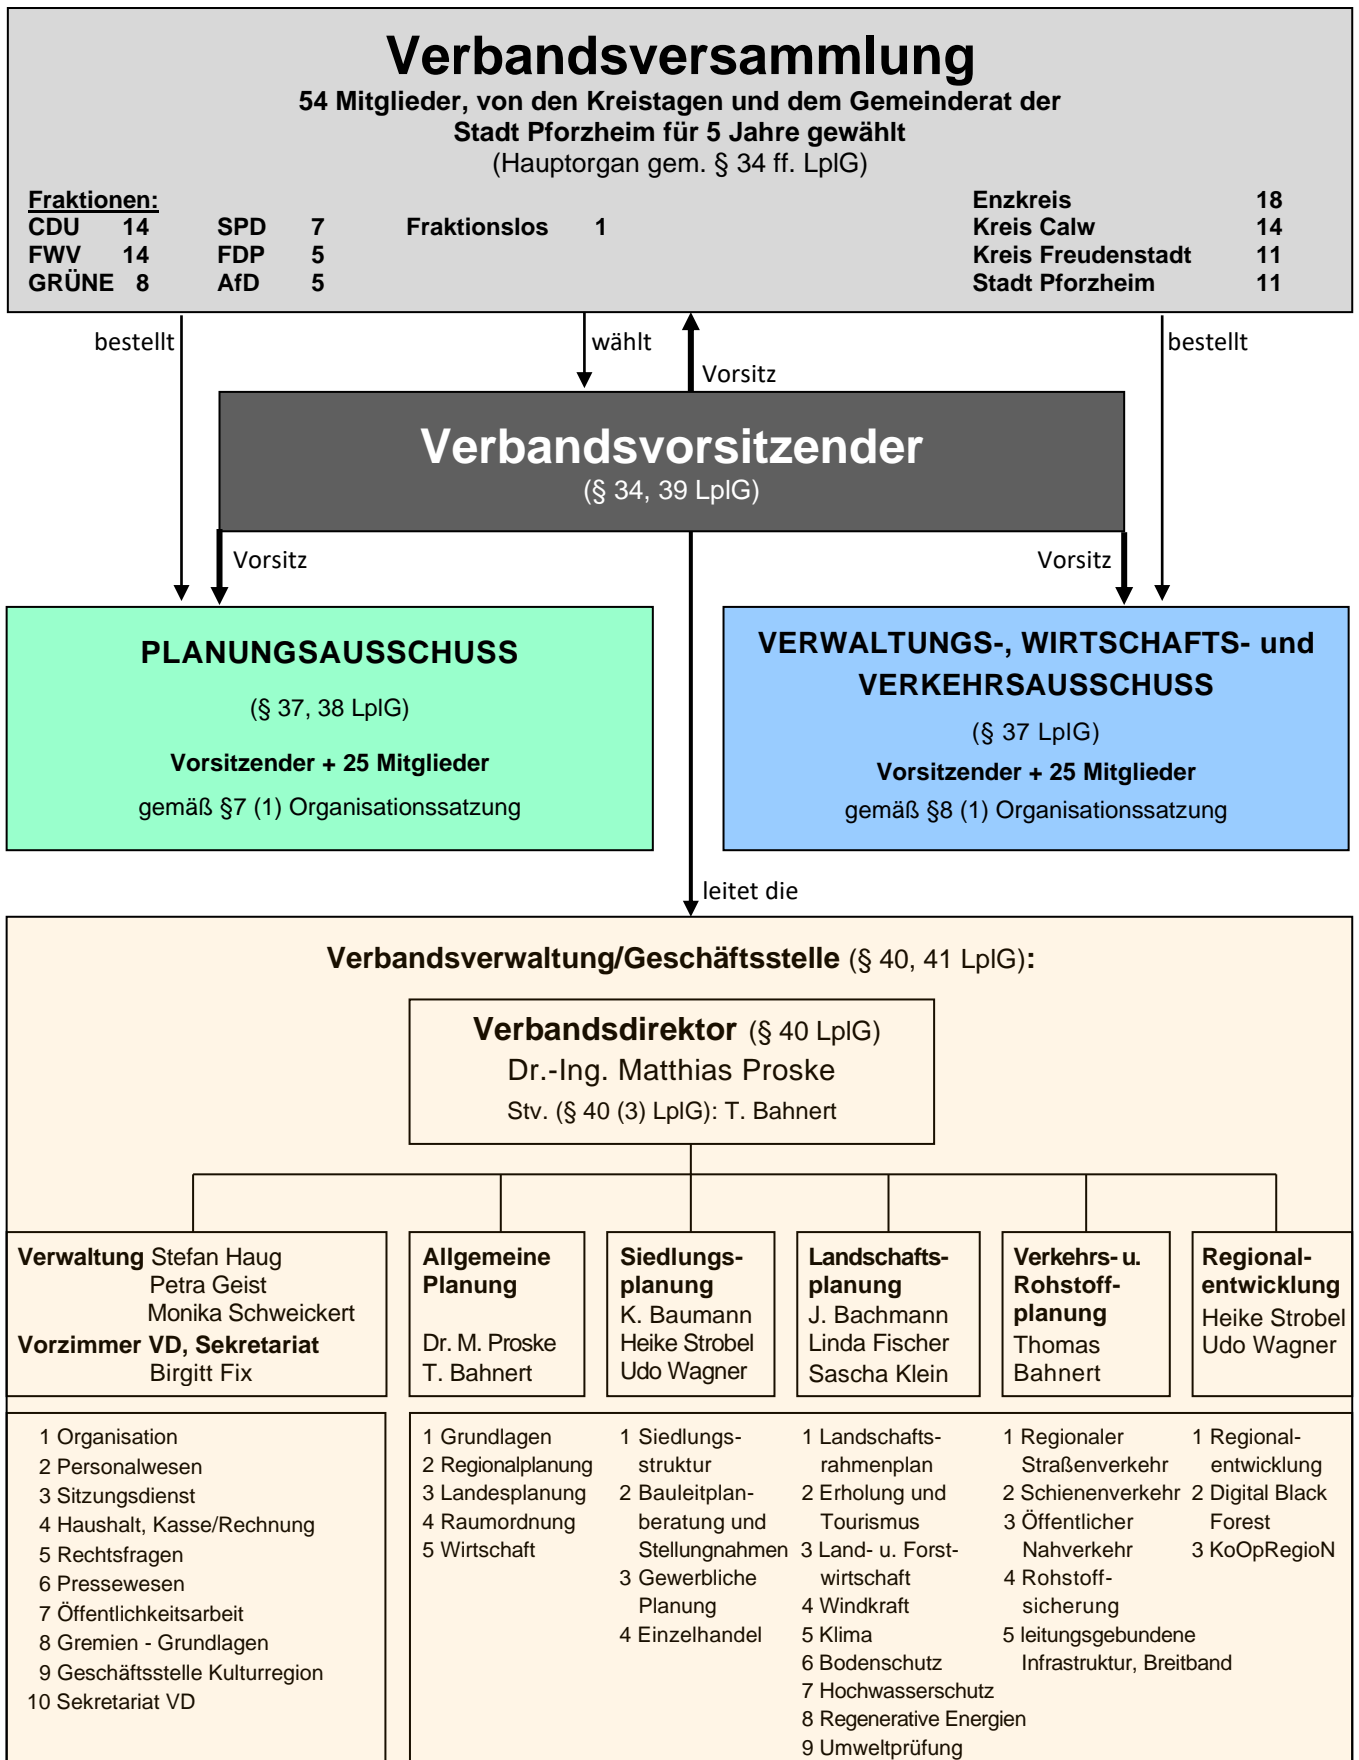 Verbandsversammlung
54 Mitglieder, von den Kreistagen und dem Gemeinderat der
Stadt Pforzheim für 5 Jahre gewählt
(Hauptorgan gem. § 34 ff. LplG)
Fraktionen:
CDU 14 SPD 7 Fraktionslos 1
FWV 14 FDP 5
GRÜNE 8 AfD 5
Enzkreis 18
Kreis Calw 14
Kreis Freudenstadt 11
Stadt Pforzheim 11
bestellt
wählt
Vorsitz
bestellt
Verbandsvorsitzender
(§ 34, 39 LplG)
Vorsitz
Vorsitz
PLANUNGSAUSSCHUSS
(§ 37, 38 LplG)
Vorsitzender + 25 Mitglieder
gemäß §7 (1) Organisationssatzung
VERWALTUNGS-, WIRTSCHAFTS- und
VERKEHRSAUSSCHUSS
(§ 37 LplG)
Vorsitzender + 25 Mitglieder
gemäß §8 (1) Organisationssatzung
leitet die
Verbandsverwaltung/Geschäftsstelle (§ 40, 41 LplG):
Verbandsdirektor (§ 40 LplG)
Dr.-Ing. Matthias Proske
Stv. (§ 40 (3) LplG): T. Bahnert
Verwaltung Stefan Haug
Petra Geist
Monika Schweickert
Vorzimmer VD, Sekretariat
Birgitt Fix
Allgemeine
Planung
Dr. M. Proske
T. Bahnert
Siedlungs-
planung
K. Baumann
Heike Strobel
Udo Wagner
Landschafts-
planung
J. Bachmann
Linda Fischer
Sascha Klein
Verkehrs- u.
Rohstoff-
planung
Thomas
Bahnert
Regional-
entwicklung
Heike Strobel
Udo Wagner
1 Organisation
2 Personalwesen
3 Sitzungsdienst
4 Haushalt, Kasse/Rechnung
5 Rechtsfragen
6 Pressewesen
7 Öffentlichkeitsarbeit
8 Gremien - Grundlagen
9 Geschäftsstelle Kulturregion
10 Sekretariat VD
1 Grundlagen
2 Regionalplanung
3 Landesplanung
4 Raumordnung
5 Wirtschaft
1 Siedlungs-
struktur
2 Bauleitplan-
beratung und
Stellungnahmen
3 Gewerbliche
Planung
4 Einzelhandel
1 Landschafts-
rahmenplan
2 Erholung und
Tourismus
3 Land- u. Forst-
wirtschaft
4 Windkraft
5 Klima
6 Bodenschutz
7 Hochwasserschutz
8 Regenerative Energien
9 Umweltprüfung
1 Regionaler
Straßenverkehr
2 Schienenverkehr
3 Öffentlicher
Nahverkehr
4 Rohstoff-
sicherung
5 leitungsgebundene
Infrastruktur, Breitband
1 Regional-
entwicklung
2 Digital Black
Forest
3 KoOpRegioN